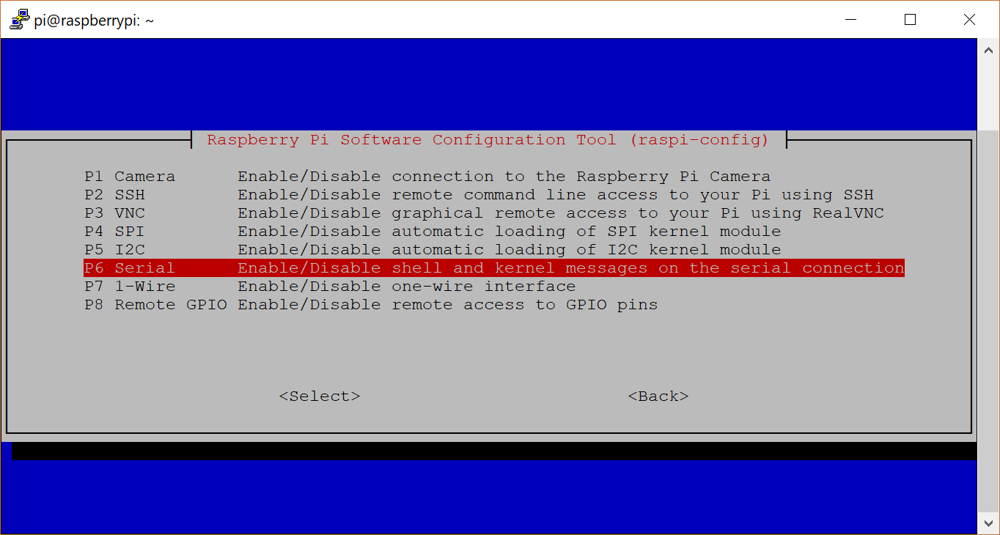 pi@raspberrypi: ~
Raspberry Pi Software Configuration Tool (raspi-config)
P1 Camera Enable/Disable connection to the Raspberry Pi Camera
P2 SSH Enable/Disable remote command line access to your Pi using SSH
P3 VNC Enable/Disable graphical remote access to your Pi using RealVNC
P4 SPI Enable/Disable automatic loading of SPI kernel module
P5 I2C Enable/Disable automatic loading of I2C kernel module
P6 Serial Enable/Disable shell and kernel messages on the serial connection
P7 1-Wire Enable/Disable one-wire interface
P8 Remote GPIO Enable/Disable remote access to GPIO pins
<Select> <Back>